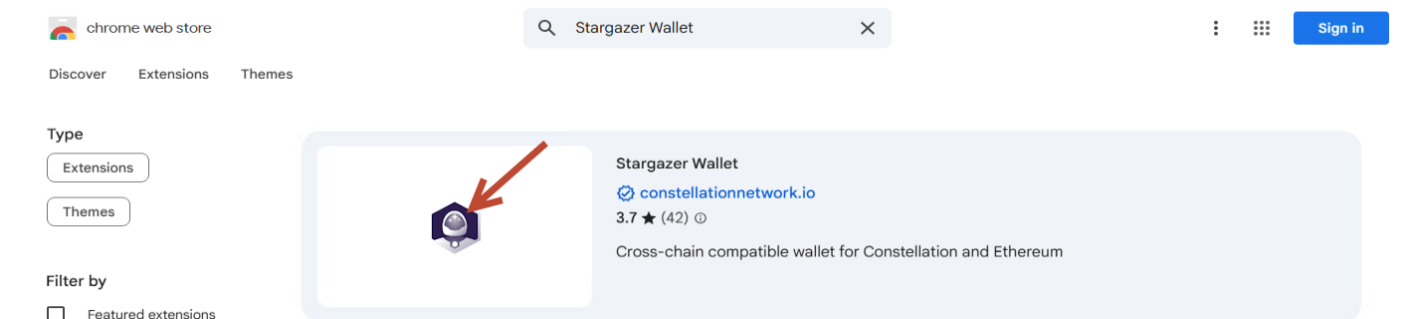 chrome web store
Stargazer Wallet
Sign in
Discover Extensions Themes
Type
Extensions
Themes
Filter by
Featured extensions
Stargazer Wallet
constellationnetwork.io
3.7 ★ (42)
Cross-chain compatible wallet for Constellation and Ethereum